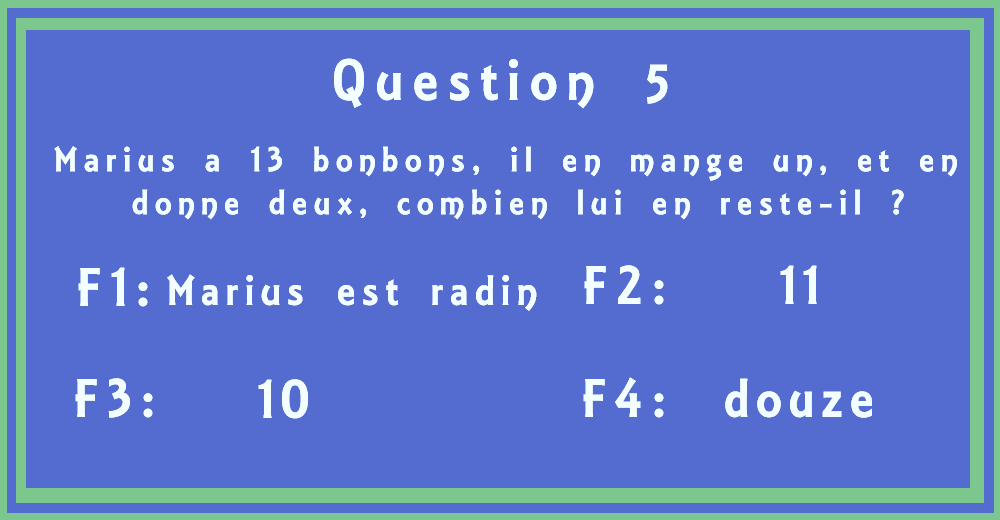 Question 5
Marius a 13 bonbons, il en mange un, et en
donne deux, combien lui en reste-il ?
F1: Marius est radin F2: 11
F3: 10 F4: douze